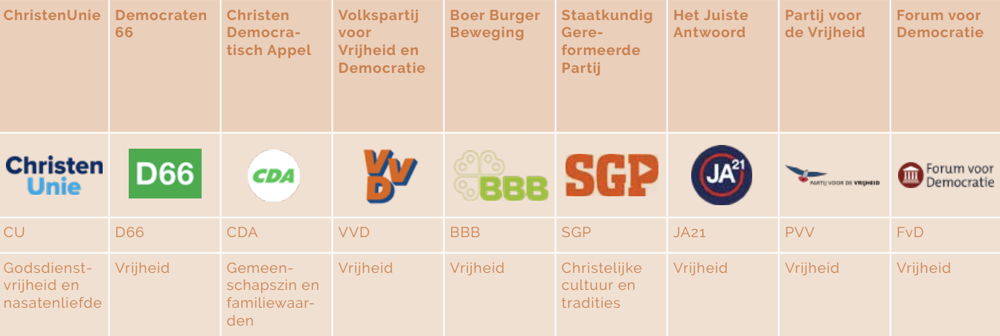 ChristenUnie
Democraten
66
Christen
Democra-
tisch Appel
Volkspartij
voor
Vrijheid en
Democratie
Boer Burger
Beweging
Staatkundig
Gere-
formeerde
Partij
Het Juiste
Antwoord
Partij voor
de Vrijheid
Forum voor
Democratie
Christen
Unie
D66
CDA
VVD
BBB
SGP
JA21
PARTIJ VOOR DE VRIJHEID
Forum voor
Democratie
CU
D66
CDA
VVD
BBB
SGP
JA21
PVV
FvD
Godsdienst-
vrijheid en
nasatenliefde
Vrijheid
Gemeen-
schapszin en
familiewaar-
den
Vrijheid
Vrijheid
Christelijke
cultuur en
tradities
Vrijheid
Vrijheid
Vrijheid